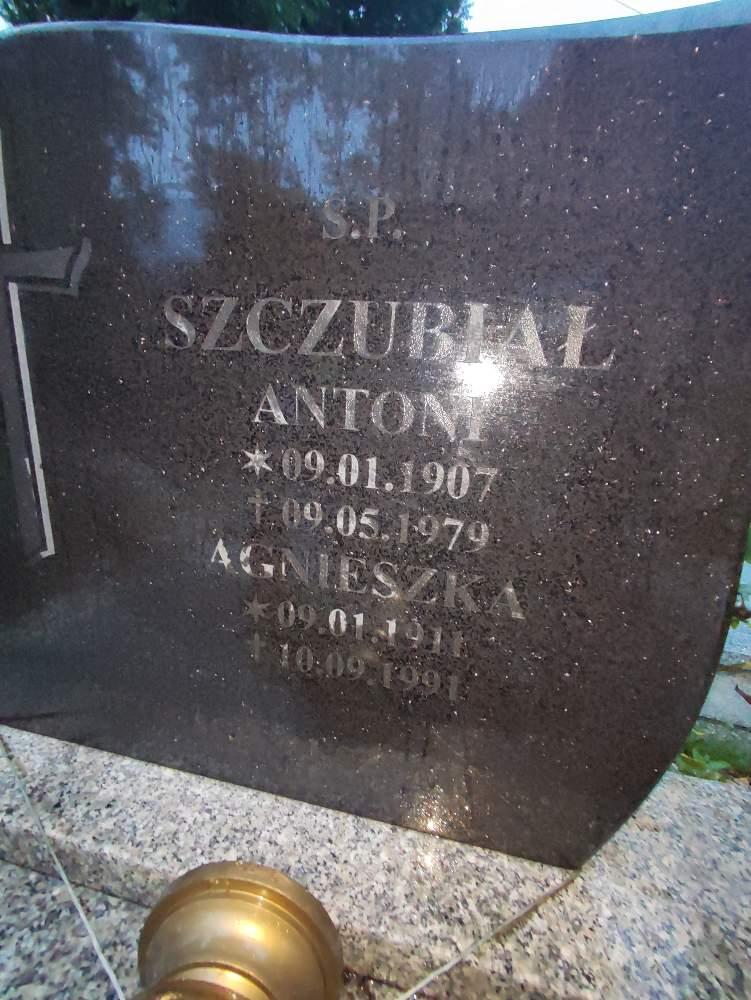 S.P.
SZCZUBIAŁ
ANTONI
* 09.01.1907
† 09.05.1979
AGNIESZKA
* 09.01.1911
† 10.09.1991